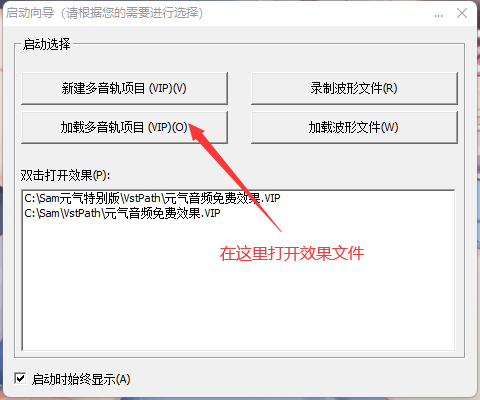 启动向导（请根据您的需要进行选择）
启动选择
新建多音轨项目 (VIP)(V)
录制波形文件(R)
加载多音轨项目 (VIP)(O)
加载波形文件(W)
双击打开效果(P):
C:\Sam元气特别版\VstPath\元气音频免费效果.VIP
C:\Sam\VstPath\元气音频免费效果.VIP
在这里打开效果文件
启动时始终显示(A)